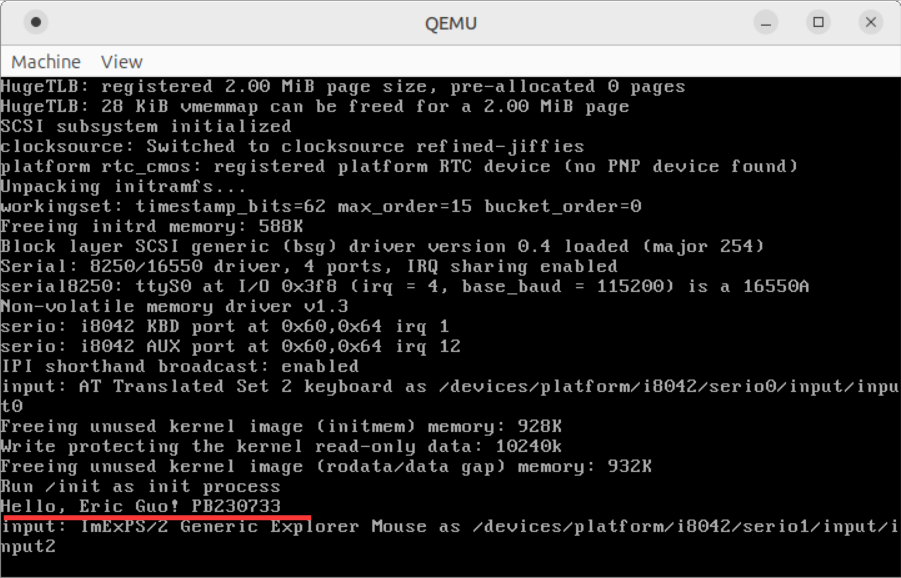 QEMU
Machine View
HugeTLB: registered 2.00 MiB page size, pre-allocated 0 pages
HugeTLB: 28 KiB vmemmap can be freed for a 2.00 MiB page
SCSI subsystem initialized
clocksource: Switched to clocksource refined-jiffies
platform rtc_cmos: registered platform RTC device (no PNP device found)
Unpacking initramfs...
workingset: timestamp_bits=62 max_order=15 bucket_order=0
Freeing initrd memory: 588K
Block layer SCSI generic (bsg) driver version 0.4 loaded (major 254)
Serial: 8250/16550 driver, 4 ports, IRQ sharing enabled
serial8250: ttyS0 at I/O 0x3f8 (irq = 4, base_baud = 115200) is a 16550A
Non-volatile memory driver v1.3
serio: i8042 KBD port at 0x60,0x64 irq 1
serio: i8042 AUX port at 0x60,0x64 irq 12
IPI shorthand broadcast: enabled
input: AT Translated Set 2 keyboard as /devices/platform/i8042/serio0/input/inpu
t0
Freeing unused kernel image (initmem) memory: 928K
Write protecting the kernel read-only data: 10240k
Freeing unused kernel image (rodata/data gap) memory: 932K
Run /init as init process
Hello, Eric Guo! PB230733
input: ImExPS/2 Generic Explorer Mouse as /devices/platform/i8042/serio1/input/i
nput2